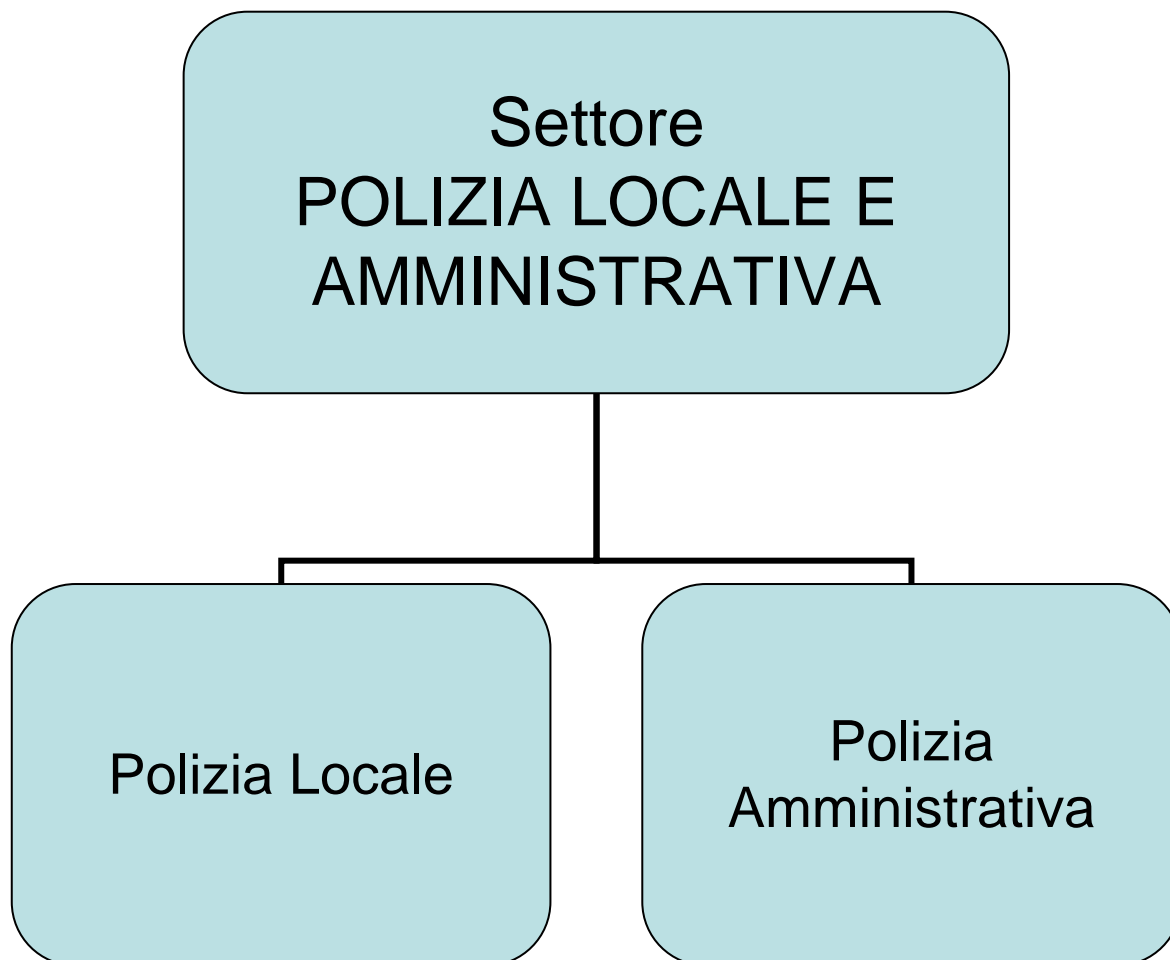 Settore
POLIZIA LOCALE E
AMMINISTRATIVA
Polizia Locale
Polizia
Amministrativa